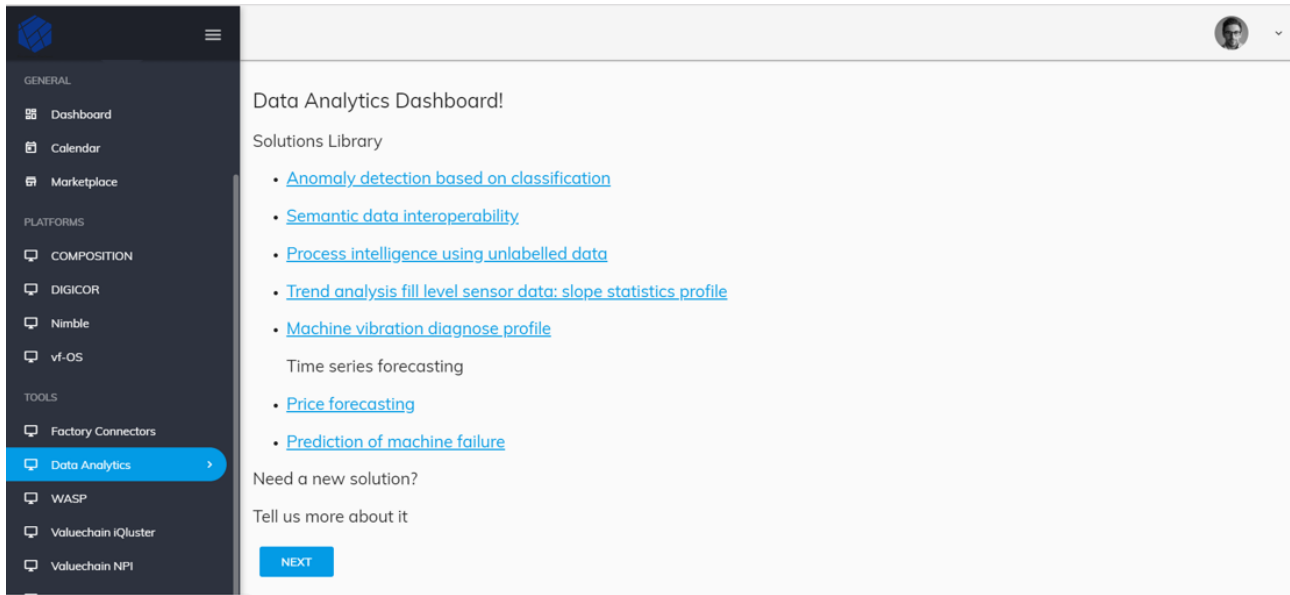 GENERAL
Dashboard
Calendar
Marketplace
PLATFORMS
COMPOSITION
DIGICOR
Nimble
vf-OS
TOOLS
Factory Connectors
Data Analytics
WASP
Valuechain iQluster
Valuechain NPI
Data Analytics Dashboard!
Solutions Library
• Anomaly detection based on classification
• Semantic data interoperability
• Process intelligence using unlabelled data
• Trend analysis fill level sensor data: slope statistics profile
• Machine vibration diagnose profile
Time series forecasting
• Price forecasting
• Prediction of machine failure
Need a new solution?
Tell us more about it
NEXT